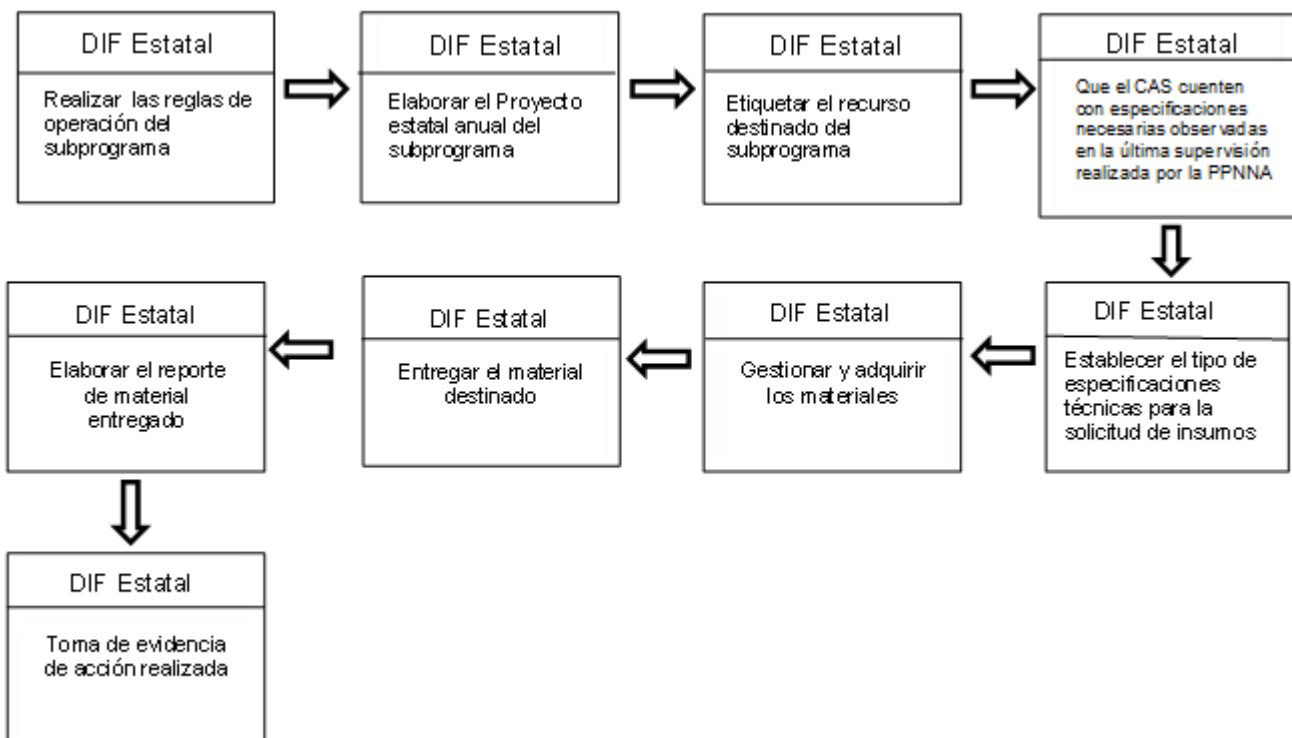 DIF Estatal
Realizar las reglas de
operación del
subprograma
DIF Estatal
Elaborar el Proyecto
estatal anual del
subprograma
DIF Estatal
Etiquetar el recurso
destinado del
subprograma
DIF Estatal
Que el CAS cuenten
con especificaciones
necesarias observadas
en la última supervisión
realizada por la PPNNA
DIF Estatal
Establecer el tipo de
especificaciones
técnicas para la
solicitud de insumos
DIF Estatal
Gestionar y adquirir
los materiales
DIF Estatal
Entregar el material
destinado
DIF Estatal
Elaborar el reporte
de material
entregado
DIF Estatal
Toma de evidencia
de acción realizada